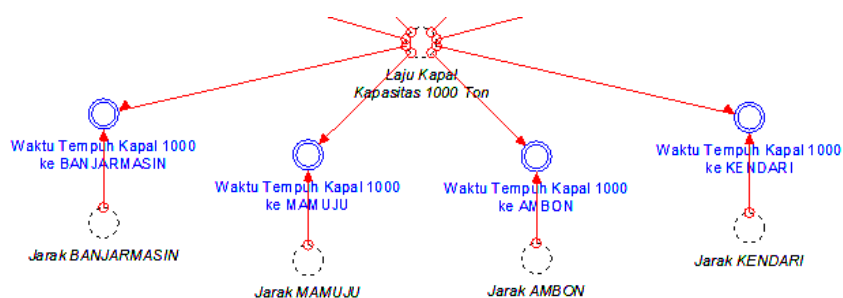 Laju Kapal
Kapasitas 1000 Ton
Waktu Tempuh Kapal 1000
ke BANJARMASIN
Waktu Tempuh Kapal 1000
ke MAMUJU
Waktu Tempuh Kapal 1000
ke AMBON
Waktu Tempuh Kapal 1000
ke KENDARI
Jarak BANJARMASIN
Jarak MAMUJU
Jarak AMBON
Jarak KENDARI